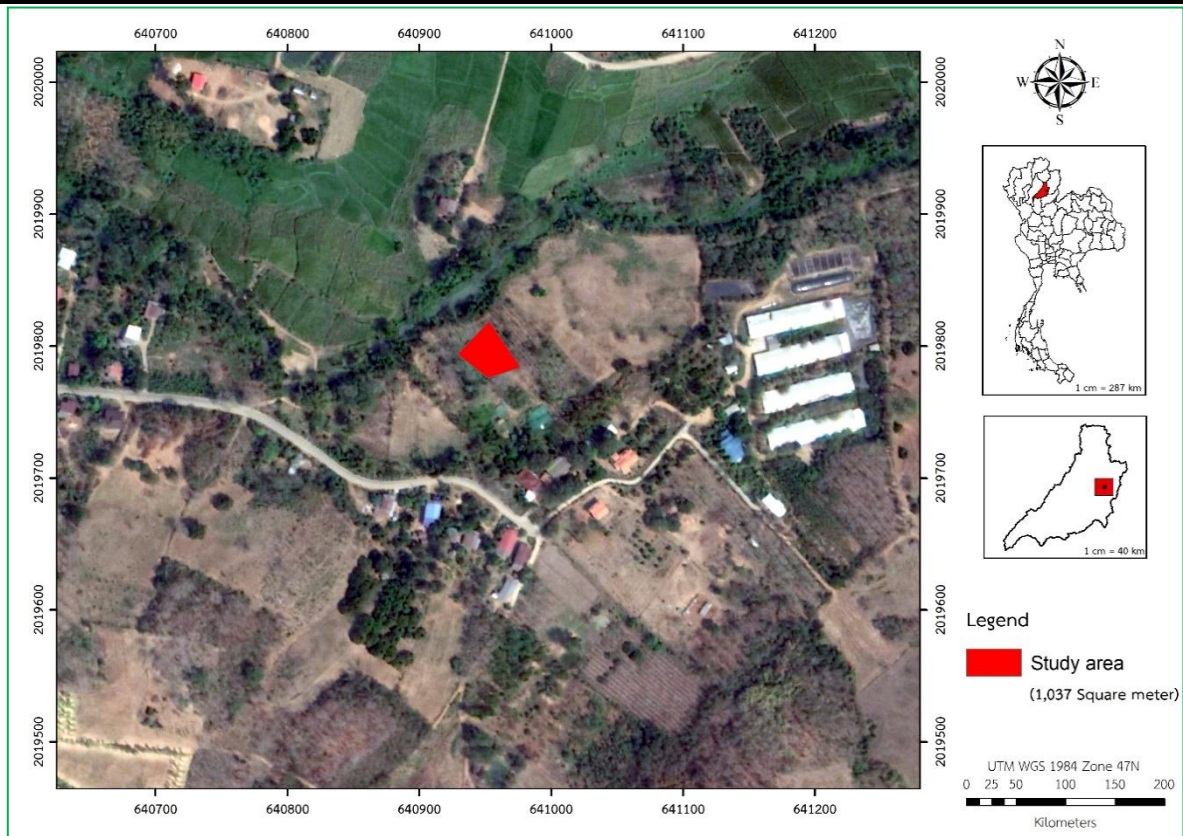 640700 640800 640900 641000 641100 641200
2020000 2020000
2019900 2019900
2019800 2019800
2019700 2019700
2019600 2019600
2019500 2019500
640700 640800 640900 641000 641100 641200
N
W E
S
1 cm = 287 km
1 cm = 40 km
Legend
Study area
(1,037 Square meter)
UTM WGS 1984 Zone 47N
0 25 50 100 150 200
Kilometers